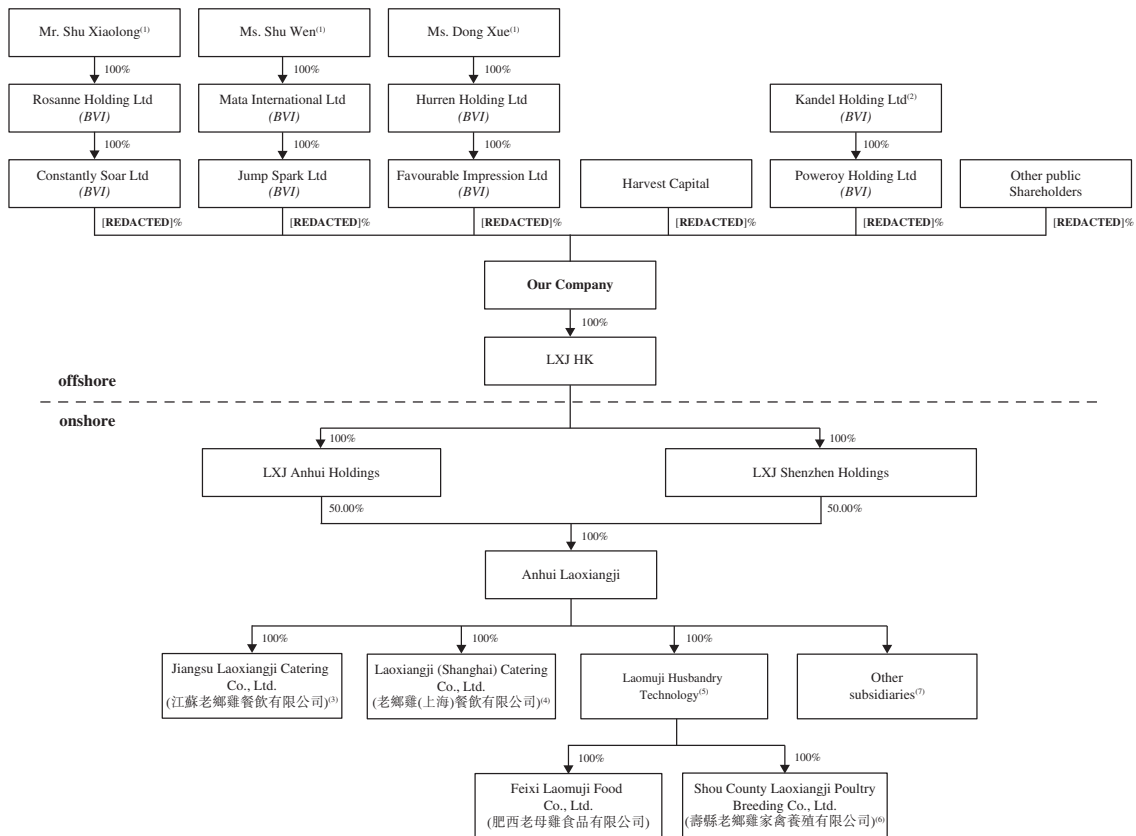 Mr. Shu Xiaolong(1)
Ms. Shu Wen(1)
Ms. Dong Xue(1)
100%
100%
100%
Rosanne Holding Ltd
(BVI)
Mata International Ltd
(BVI)
Hurren Holding Ltd
(BVI)
Kandel Holding Ltd(2)
(BVI)
100%
100%
100%
100%
Constantly Soar Ltd
(BVI)
Jump Spark Ltd
(BVI)
Favourable Impression Ltd
(BVI)
Harvest Capital
Poweroy Holding Ltd
(BVI)
Other public
Shareholders
[REDACTED]%
[REDACTED]%
[REDACTED]%
[REDACTED]%
[REDACTED]%
[REDACTED]%
Our Company
100%
LXJ HK
offshore
onshore
100%
100%
LXJ Anhui Holdings
LXJ Shenzhen Holdings
50.00%
50.00%
100%
Anhui Laoxiangji
100%
100%
100%
Jiangsu Laoxiangji Catering
Co., Ltd.
(江蘇老鄉雞餐飲有限公司)(3)
Laoxiangji (Shanghai) Catering
Co., Ltd.
(老鄉雞(上海)餐飲有限公司)(4)
Laomuji Husbandry
Technology(5)
Other
subsidiaries(7)
100%
100%
Feixi Laomuji Food
Co., Ltd.
(肥西老母雞食品有限公司)
Shou County Laoxiangji Poultry
Breeding Co., Ltd.
(壽縣老鄉雞家禽養殖有限公司)(6)